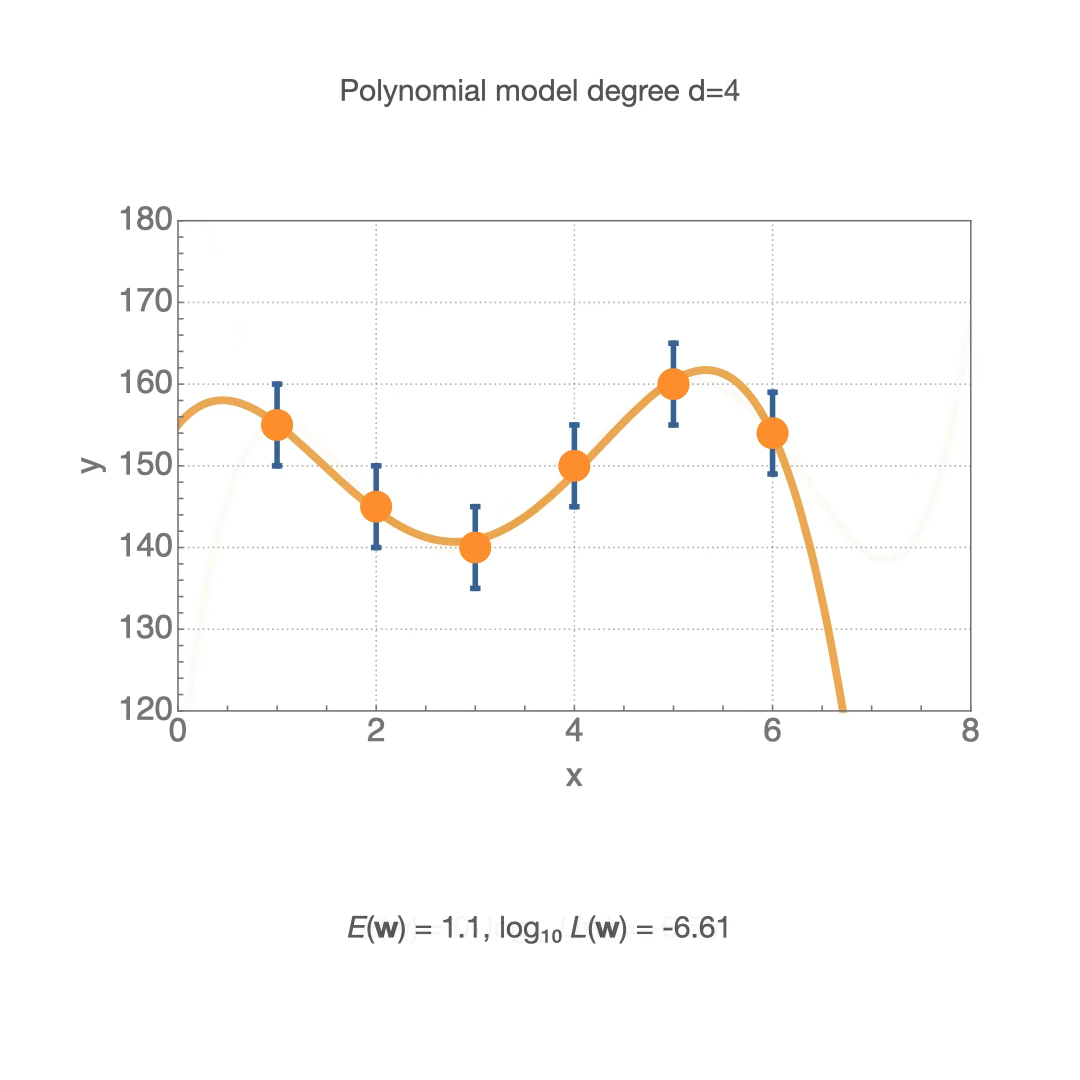 Polynomial model degree d=4
180
170
160
150
140
130
120
y
0 2 4 6 8
x
E(w) = 1.1, log₁₀ L(w) = -6.61